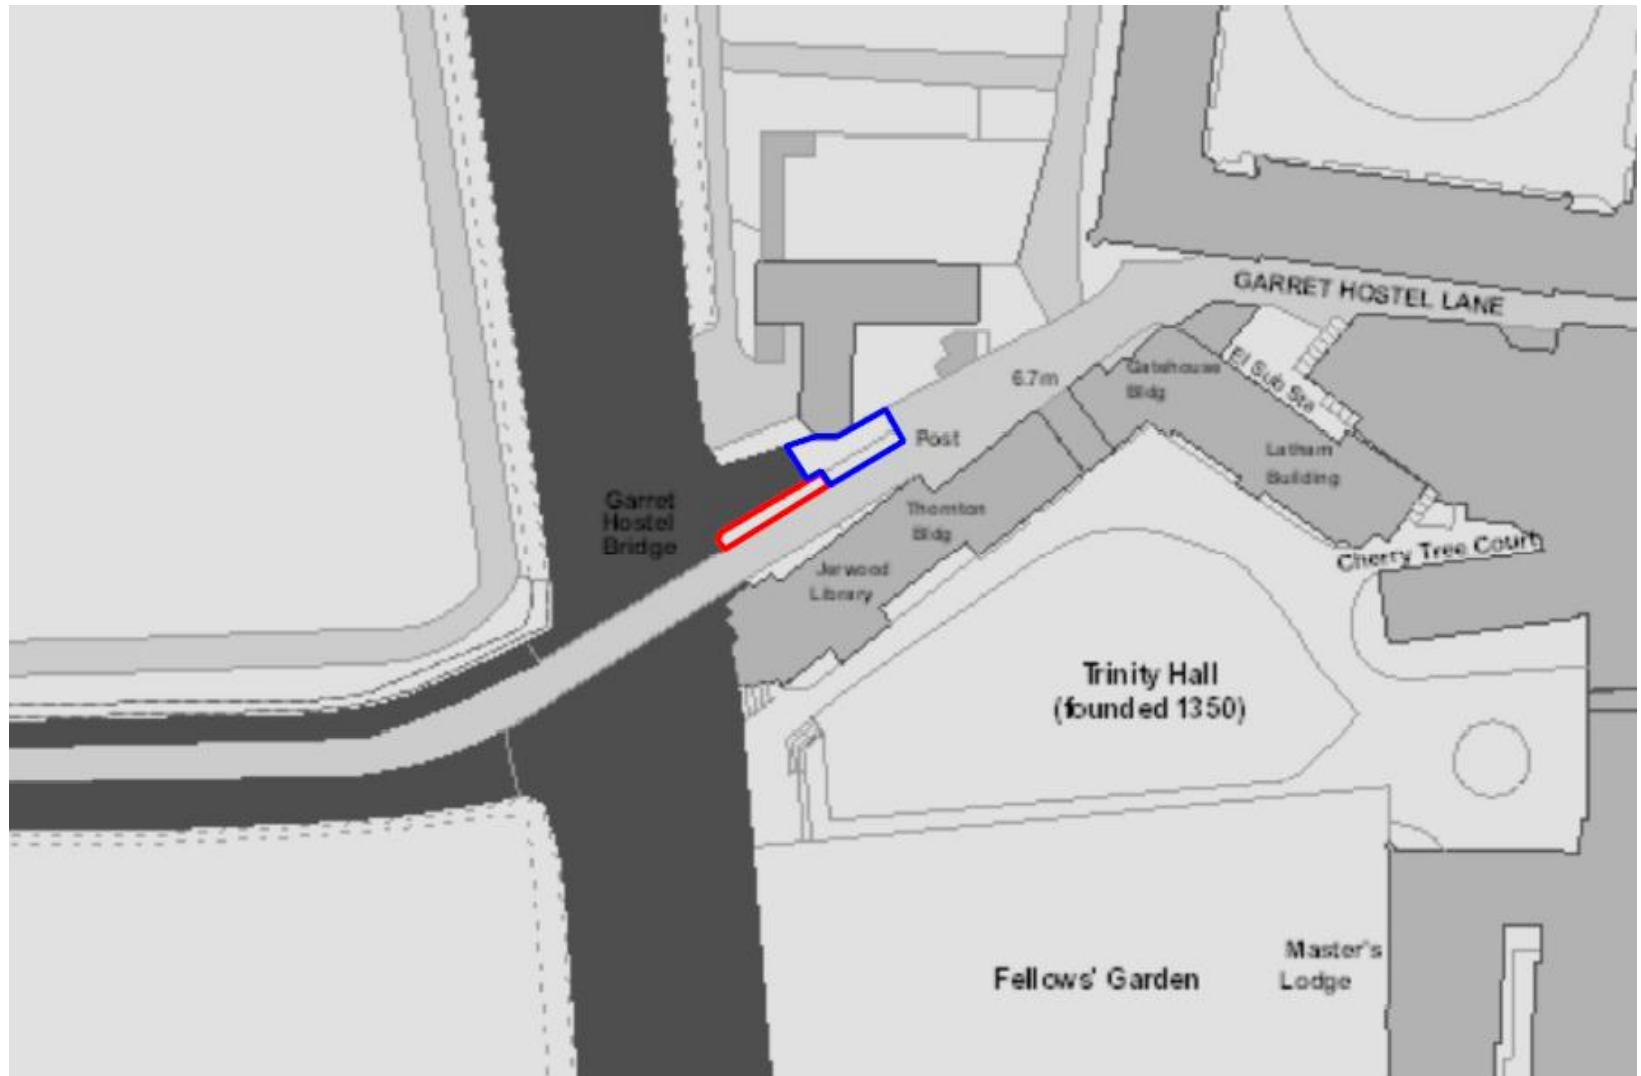 GARRET HOSTEL LANE
El Sub Sta
Gatehouse
Bldg
6.7m
Post
Latham
Building
Garret
Hostel
Bridge
Thornton
Bldg
Cherry Tree Court
Jerwood
Library
Trinity Hall
(founded 1350)
Master's
Lodge
Fellows' Garden